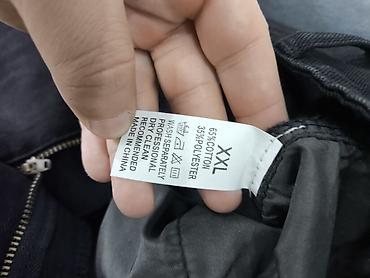 XXL
65%COTTON
35%POLYESTER
WASH SEPARATELY
PROFESSIONAL
DRY CLEAN
RECOMMENDED
MADE IN CHINA